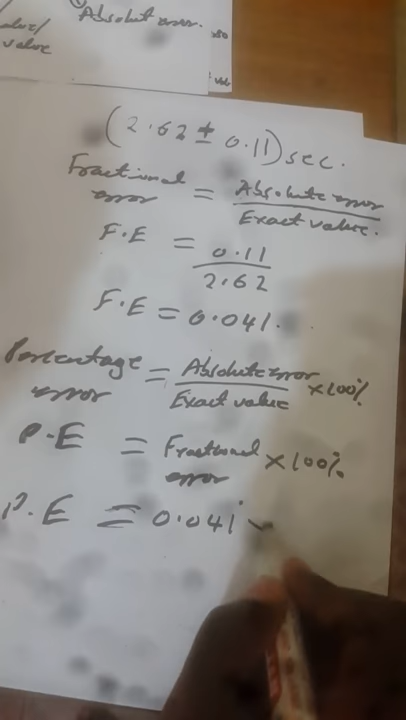 Absolut error.
value
(2.62 ± 0.11) sec.
Fractional error = Absolute error / Exact value.
F.E = 0.11 / 2.62
F.E = 0.041.
Percentage error = Absolute error / Exact value × 100%
P.E = Fractional error × 100%
P.E = 0.041